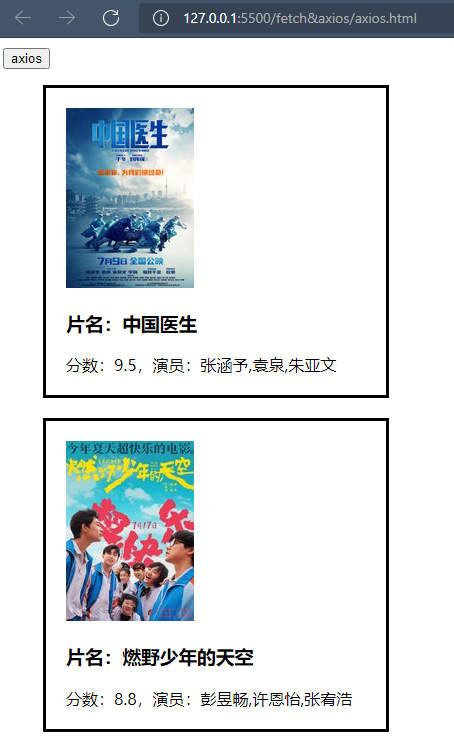 127.0.0.1:5500/fetch&axios/axios.html
axios
中国医生
7月9日 全国公映
片名：中国医生
分数：9.5，演员：张涵予,袁泉,朱亚文
今年夏天超快乐的电影。
燃野少年的天空
7月17日
片名：燃野少年的天空
分数：8.8，演员：彭昱畅,许恩怡,张宥浩